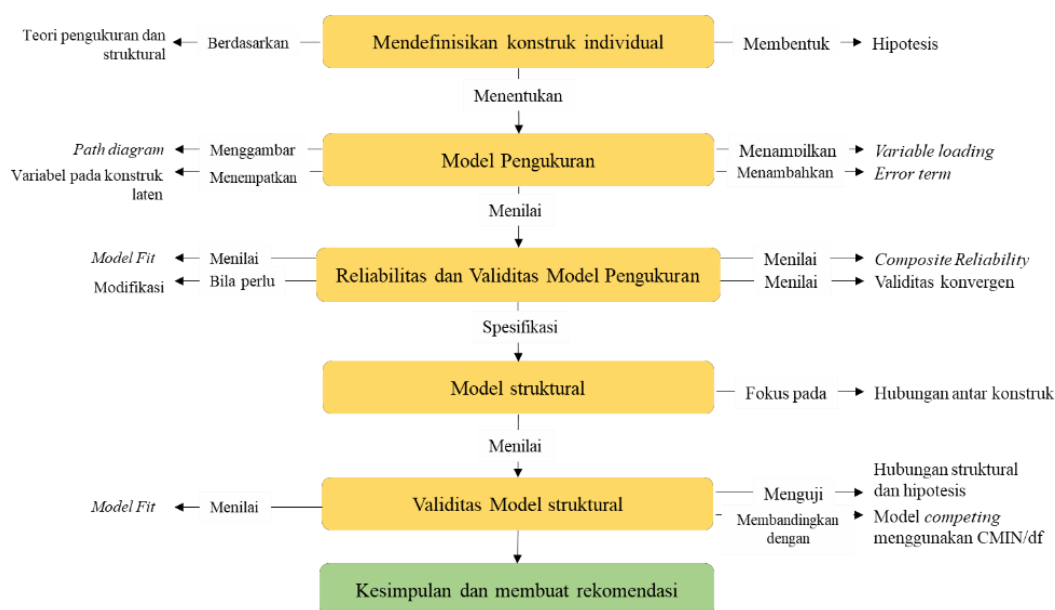 Teori pengukuran dan
struktural
Berdasarkan
Mendefinisikan konstruk individual
Membentuk
Hipotesis
Menentukan
Path diagram
Menggambar
Model Pengukuran
Menampilkan
Variable loading
Variabel pada konstruk
laten
Menempatkan
Menambahkan
Error term
Menilai
Model Fit
Menilai
Reliabilitas dan Validitas Model Pengukuran
Menilai
Composite Reliability
Modifikasi
Bila perlu
Menilai
Validitas konvergen
Spesifikasi
Model struktural
Fokus pada
Hubungan antar konstruk
Menilai
Model Fit
Menilai
Validitas Model struktural
Menguji
Hubungan struktural
dan hipotesis
Membandingkan
dengan
Model competing
menggunakan CMIN/df
Kesimpulan dan membuat rekomendasi